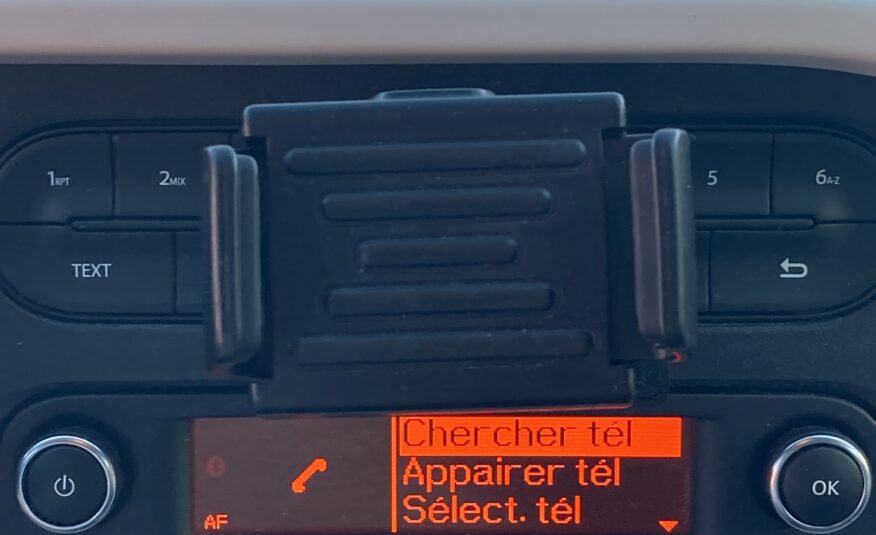 1RPT 2MIX 5 6A-Z
TEXT
Chercher tél
Appairer tél
Sélect. tél
AF
OK